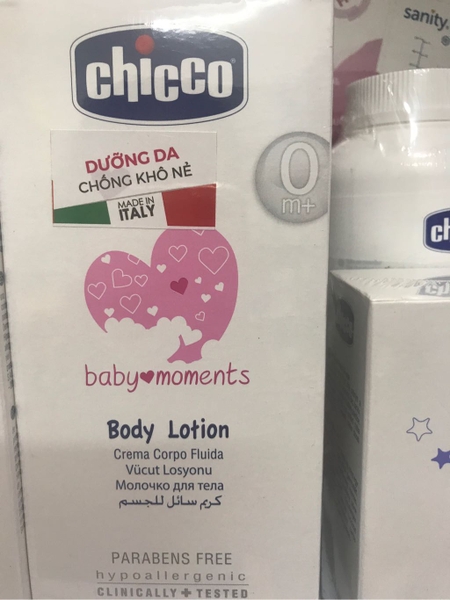 chicco
DƯỠNG DA
CHỐNG KHÔ NẺ
MADE IN
ITALY
0
m+
baby moments
Body Lotion
Crema Corpo Fluida
Vücut Losyonu
Молочко для тела
كريم سائل للجسم
PARABENS FREE
hypoallergenic
CLINICALLY + TESTED
sanity.
ch